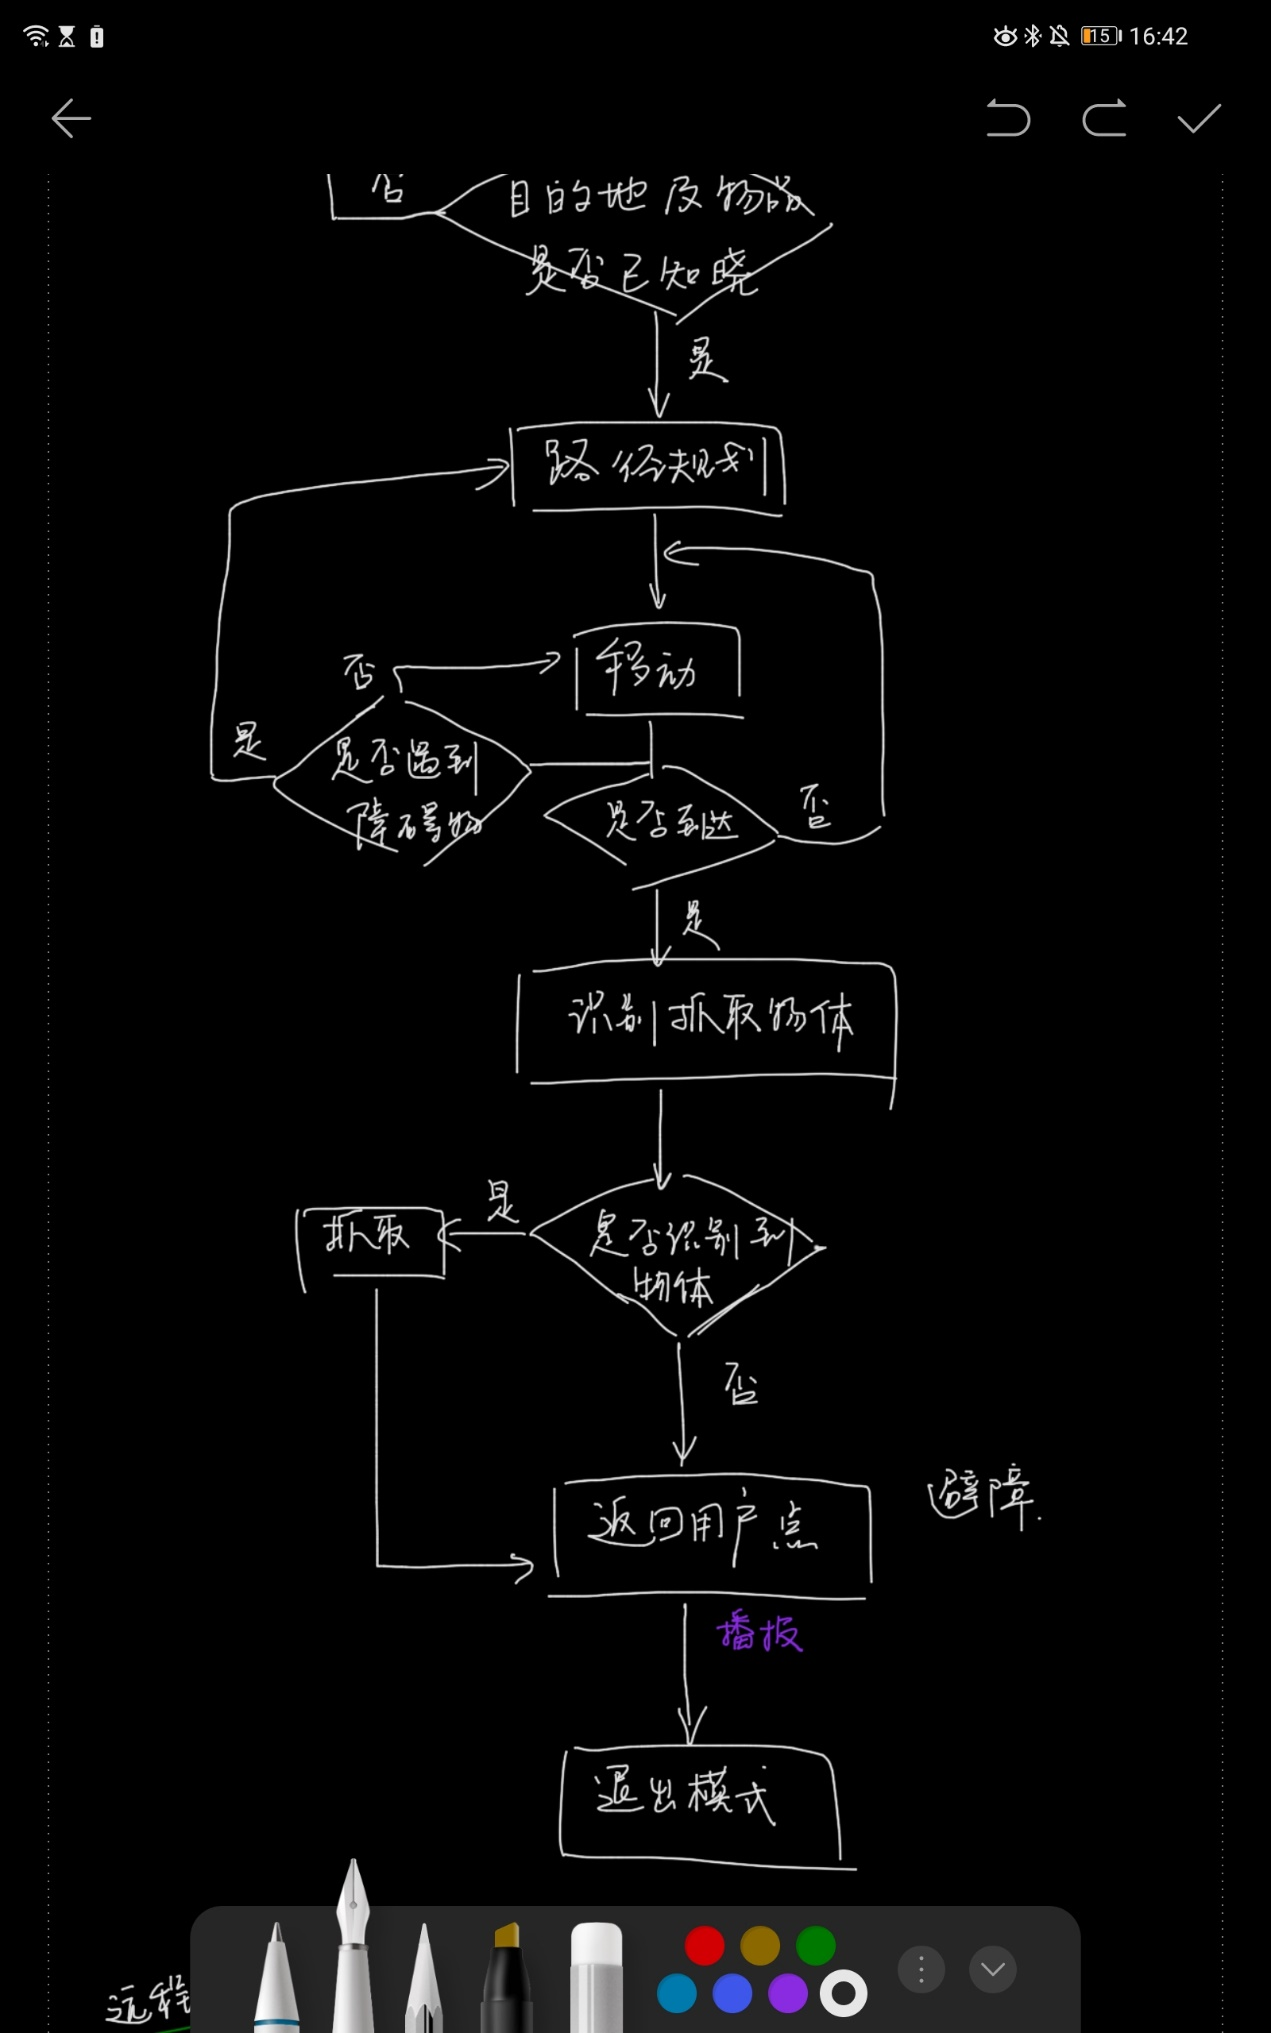 15 16:42
否
目的地及物品
是否已知晓
是
路径规划
否
移动
是
是否遇到
障碍物
是否到达
否
是
识别抓取物体
是
抓取
是否识别到
物体
否
避障.
返回用户点
播报
退出模式
远程